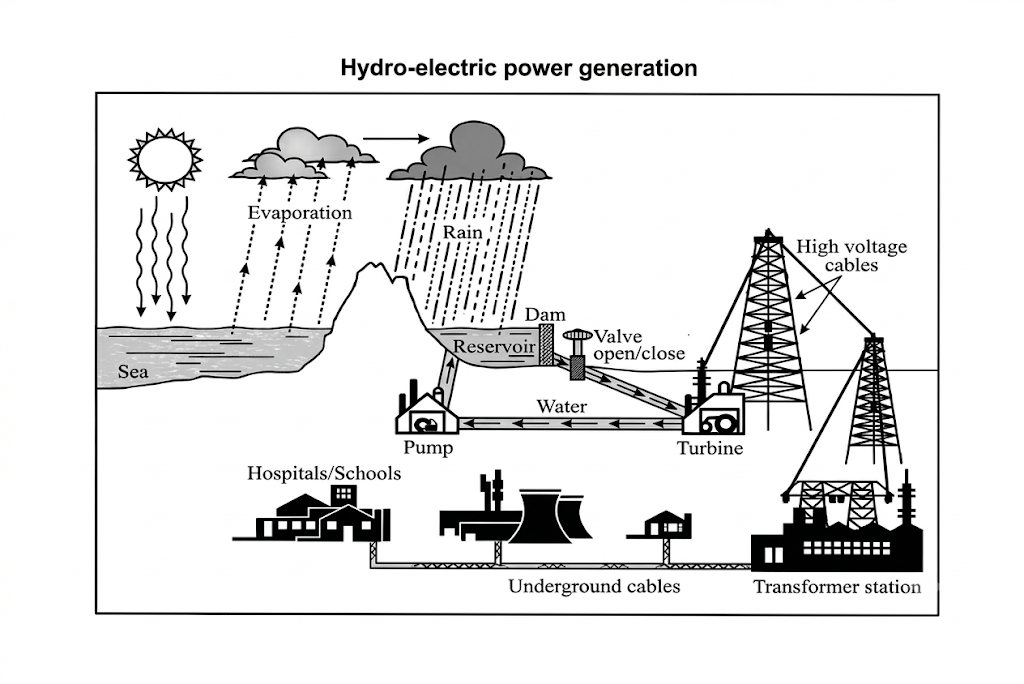 Hydro-electric power generation
Evaporation
Rain
High voltage
cables
Dam
Valve
open/close
Reservoir
Sea
Water
Pump
Turbine
Hospitals/Schools
Underground cables
Transformer station